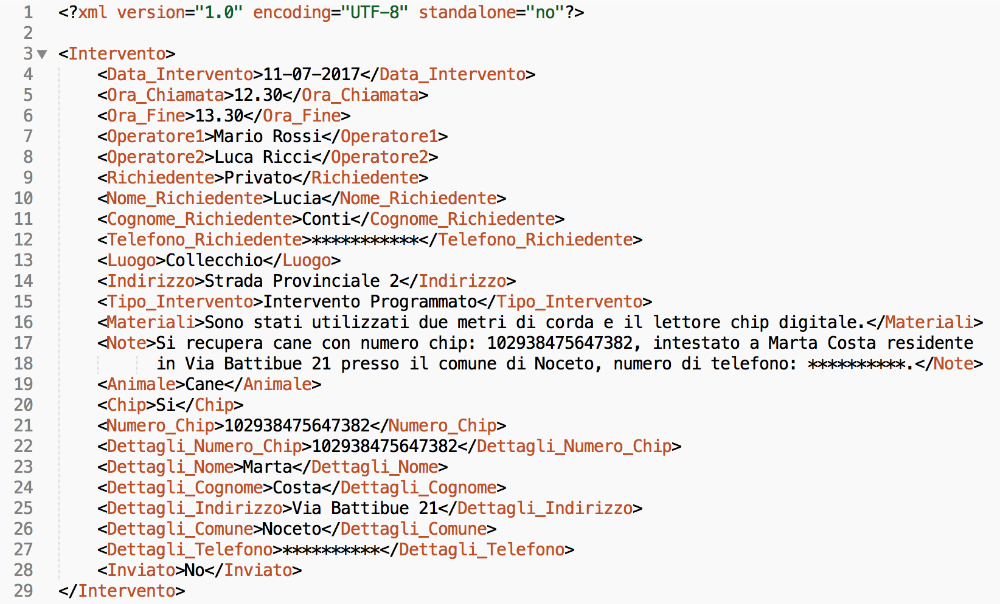 1 <?xml version="1.0" encoding="UTF-8" standalone="no"?>
2
3 <Intervento>
4 <Data_Intervento>11-07-2017</Data_Intervento>
5 <Ora_Chiamata>12.30</Ora_Chiamata>
6 <Ora_Fine>13.30</Ora_Fine>
7 <Operatore1>Mario Rossi</Operatore1>
8 <Operatore2>Luca Ricci</Operatore2>
9 <Richiedente>Privato</Richiedente>
10 <Nome_Richiedente>Lucia</Nome_Richiedente>
11 <Cognome_Richiedente>Conti</Cognome_Richiedente>
12 <Telefono_Richiedente>***********</Telefono_Richiedente>
13 <Luogo>Collecchio</Luogo>
14 <Indirizzo>Strada Provinciale 2</Indirizzo>
15 <Tipo_Intervento>Intervento Programmato</Tipo_Intervento>
16 <Materiali>Sono stati utilizzati due metri di corda e il lettore chip digitale.</Materiali>
17 <Note>Si recupera cane con numero chip: 102938475647382, intestato a Marta Costa residente
18 in Via Battibue 21 presso il comune di Noceto, numero di telefono: **********.</Note>
19 <Animale>Cane</Animale>
20 <Chip>Si</Chip>
21 <Numero_Chip>102938475647382</Numero_Chip>
22 <Dettagli_Numero_Chip>102938475647382</Dettagli_Numero_Chip>
23 <Dettagli_Nome>Marta</Dettagli_Nome>
24 <Dettagli_Cognome>Costa</Dettagli_Cognome>
25 <Dettagli_Indirizzo>Via Battibue 21</Dettagli_Indirizzo>
26 <Dettagli_Comune>Noceto</Dettagli_Comune>
27 <Dettagli_Telefono>**********</Dettagli_Telefono>
28 <Inviato>No</Inviato>
29 </Intervento>